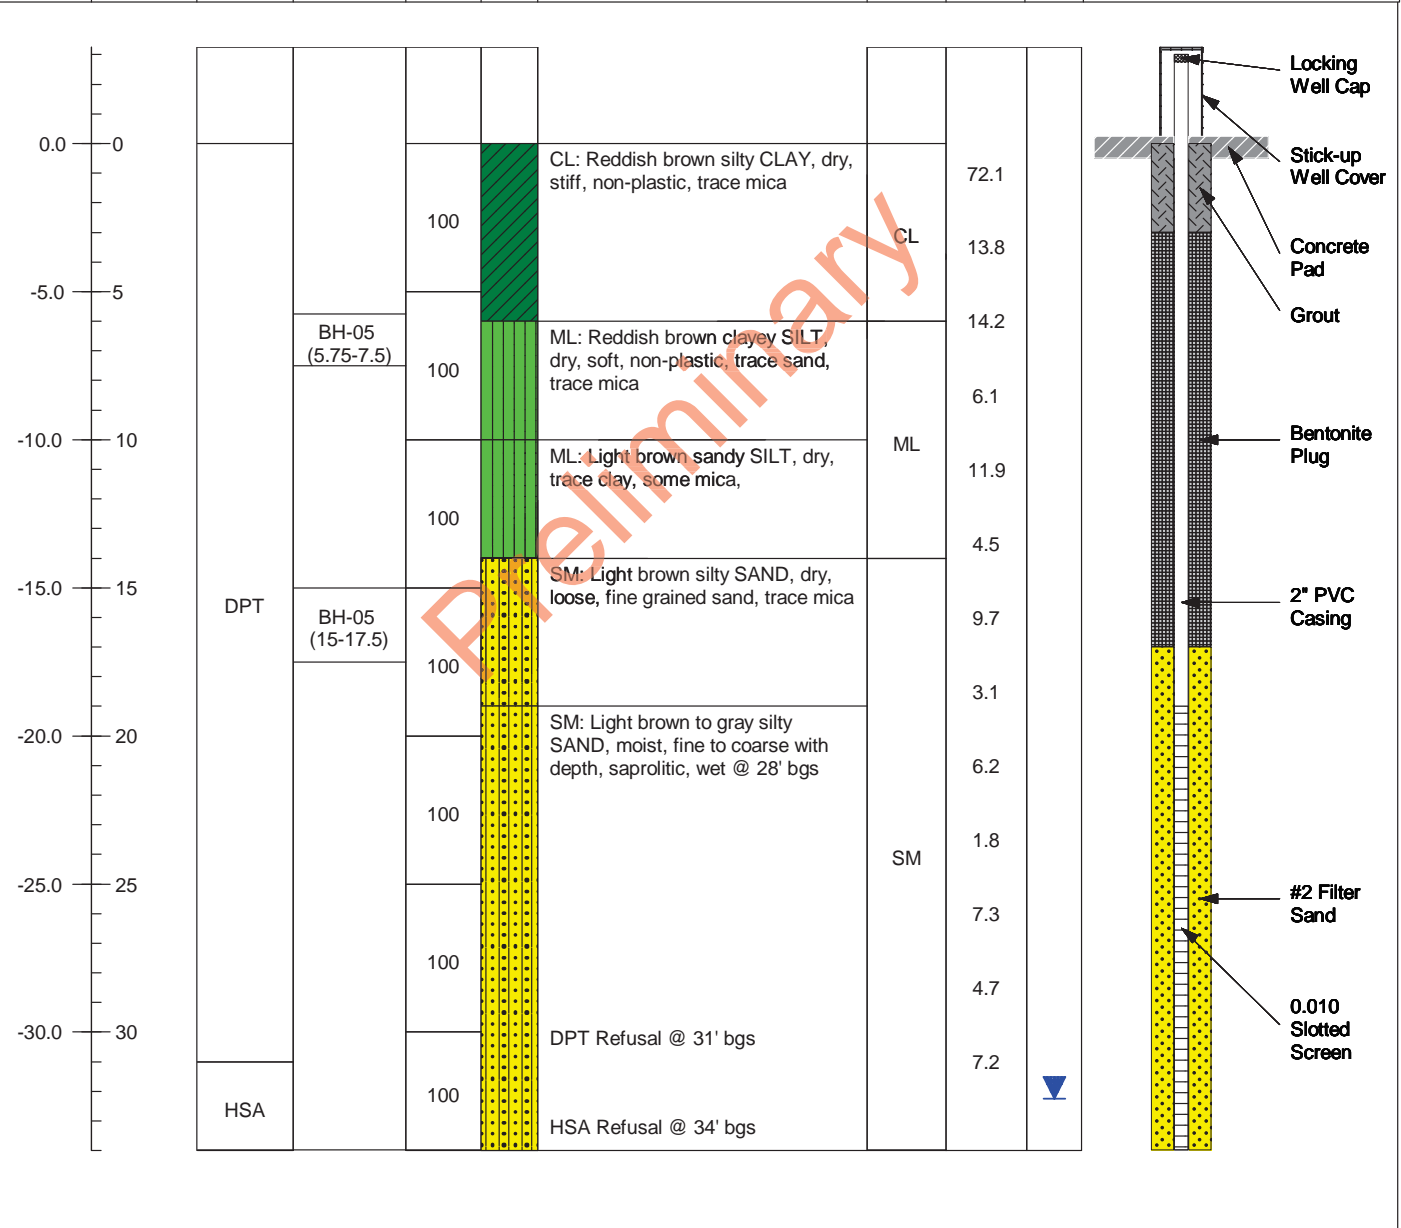 0.0
0
-5.0
5
-10.0
10
-15.0
15
-20.0
20
-25.0
25
-30.0
30
DPT
HSA
BH-05
(5.75-7.5)
BH-05
(15-17.5)
100
100
100
100
100
100
100
CL: Reddish brown silty CLAY, dry,
stiff, non-plastic, trace mica
ML: Reddish brown clayey SILT,
dry, soft, non-plastic, trace sand,
trace mica
ML: Light brown sandy SILT, dry,
trace clay, some mica,
SM: Light brown silty SAND, dry,
loose, fine grained sand, trace mica
SM: Light brown to gray silty
SAND, moist, fine to coarse with
depth, saprolitic, wet @ 28' bgs
DPT Refusal @ 31' bgs
HSA Refusal @ 34' bgs
CL
ML
SM
72.1
13.8
14.2
6.1
11.9
4.5
9.7
3.1
6.2
1.8
7.3
4.7
7.2
Locking
Well Cap
Stick-up
Well Cover
Concrete
Pad
Grout
Bentonite
Plug
2" PVC
Casing
#2 Filter
Sand
0.010
Slotted
Screen
Preliminary